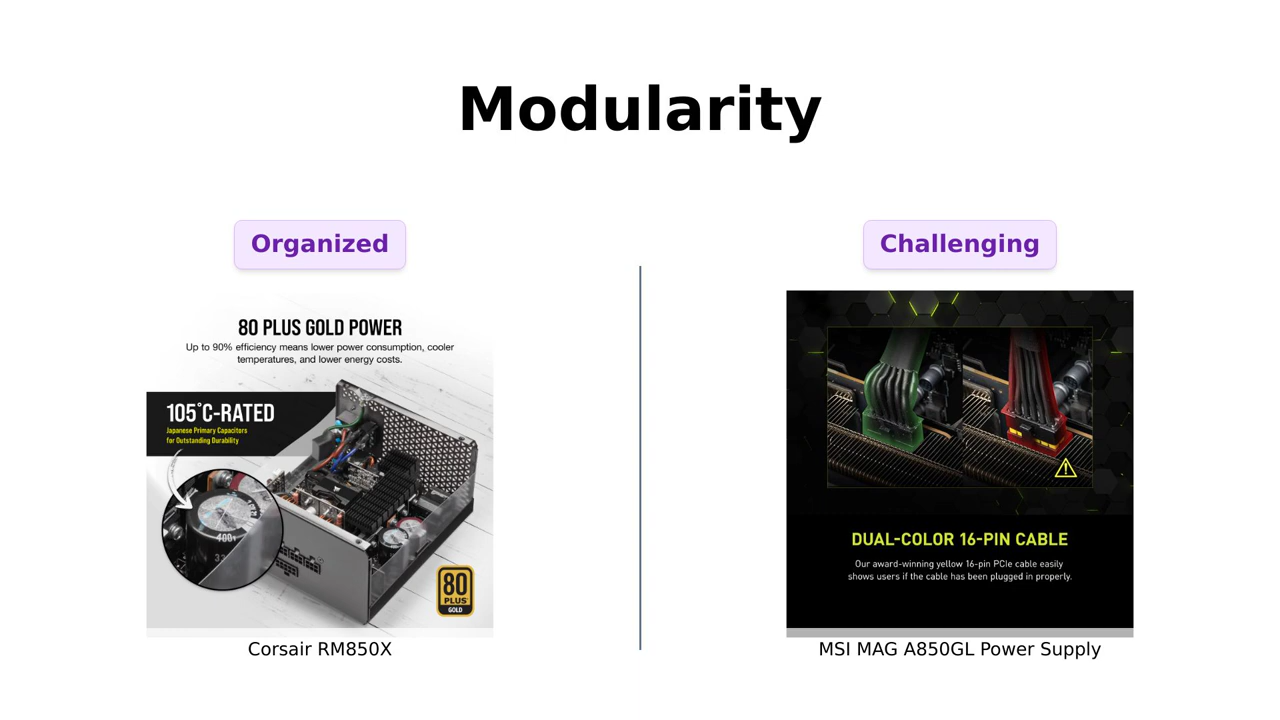 Modularity
Organized
Challenging
80 PLUS GOLD POWER
Up to 90% efficiency means lower power consumption, cooler
temperatures, and lower energy costs.
105°C-RATED
Japanese Primary Capacitors
for Outstanding Durability
400v
80
PLUS
GOLD
Corsair RM850X
DUAL-COLOR 16-PIN CABLE
Our award-winning yellow 16-pin PCIe cable easily
shows users if the cable has been plugged in properly.
MSI MAG A850GL Power Supply